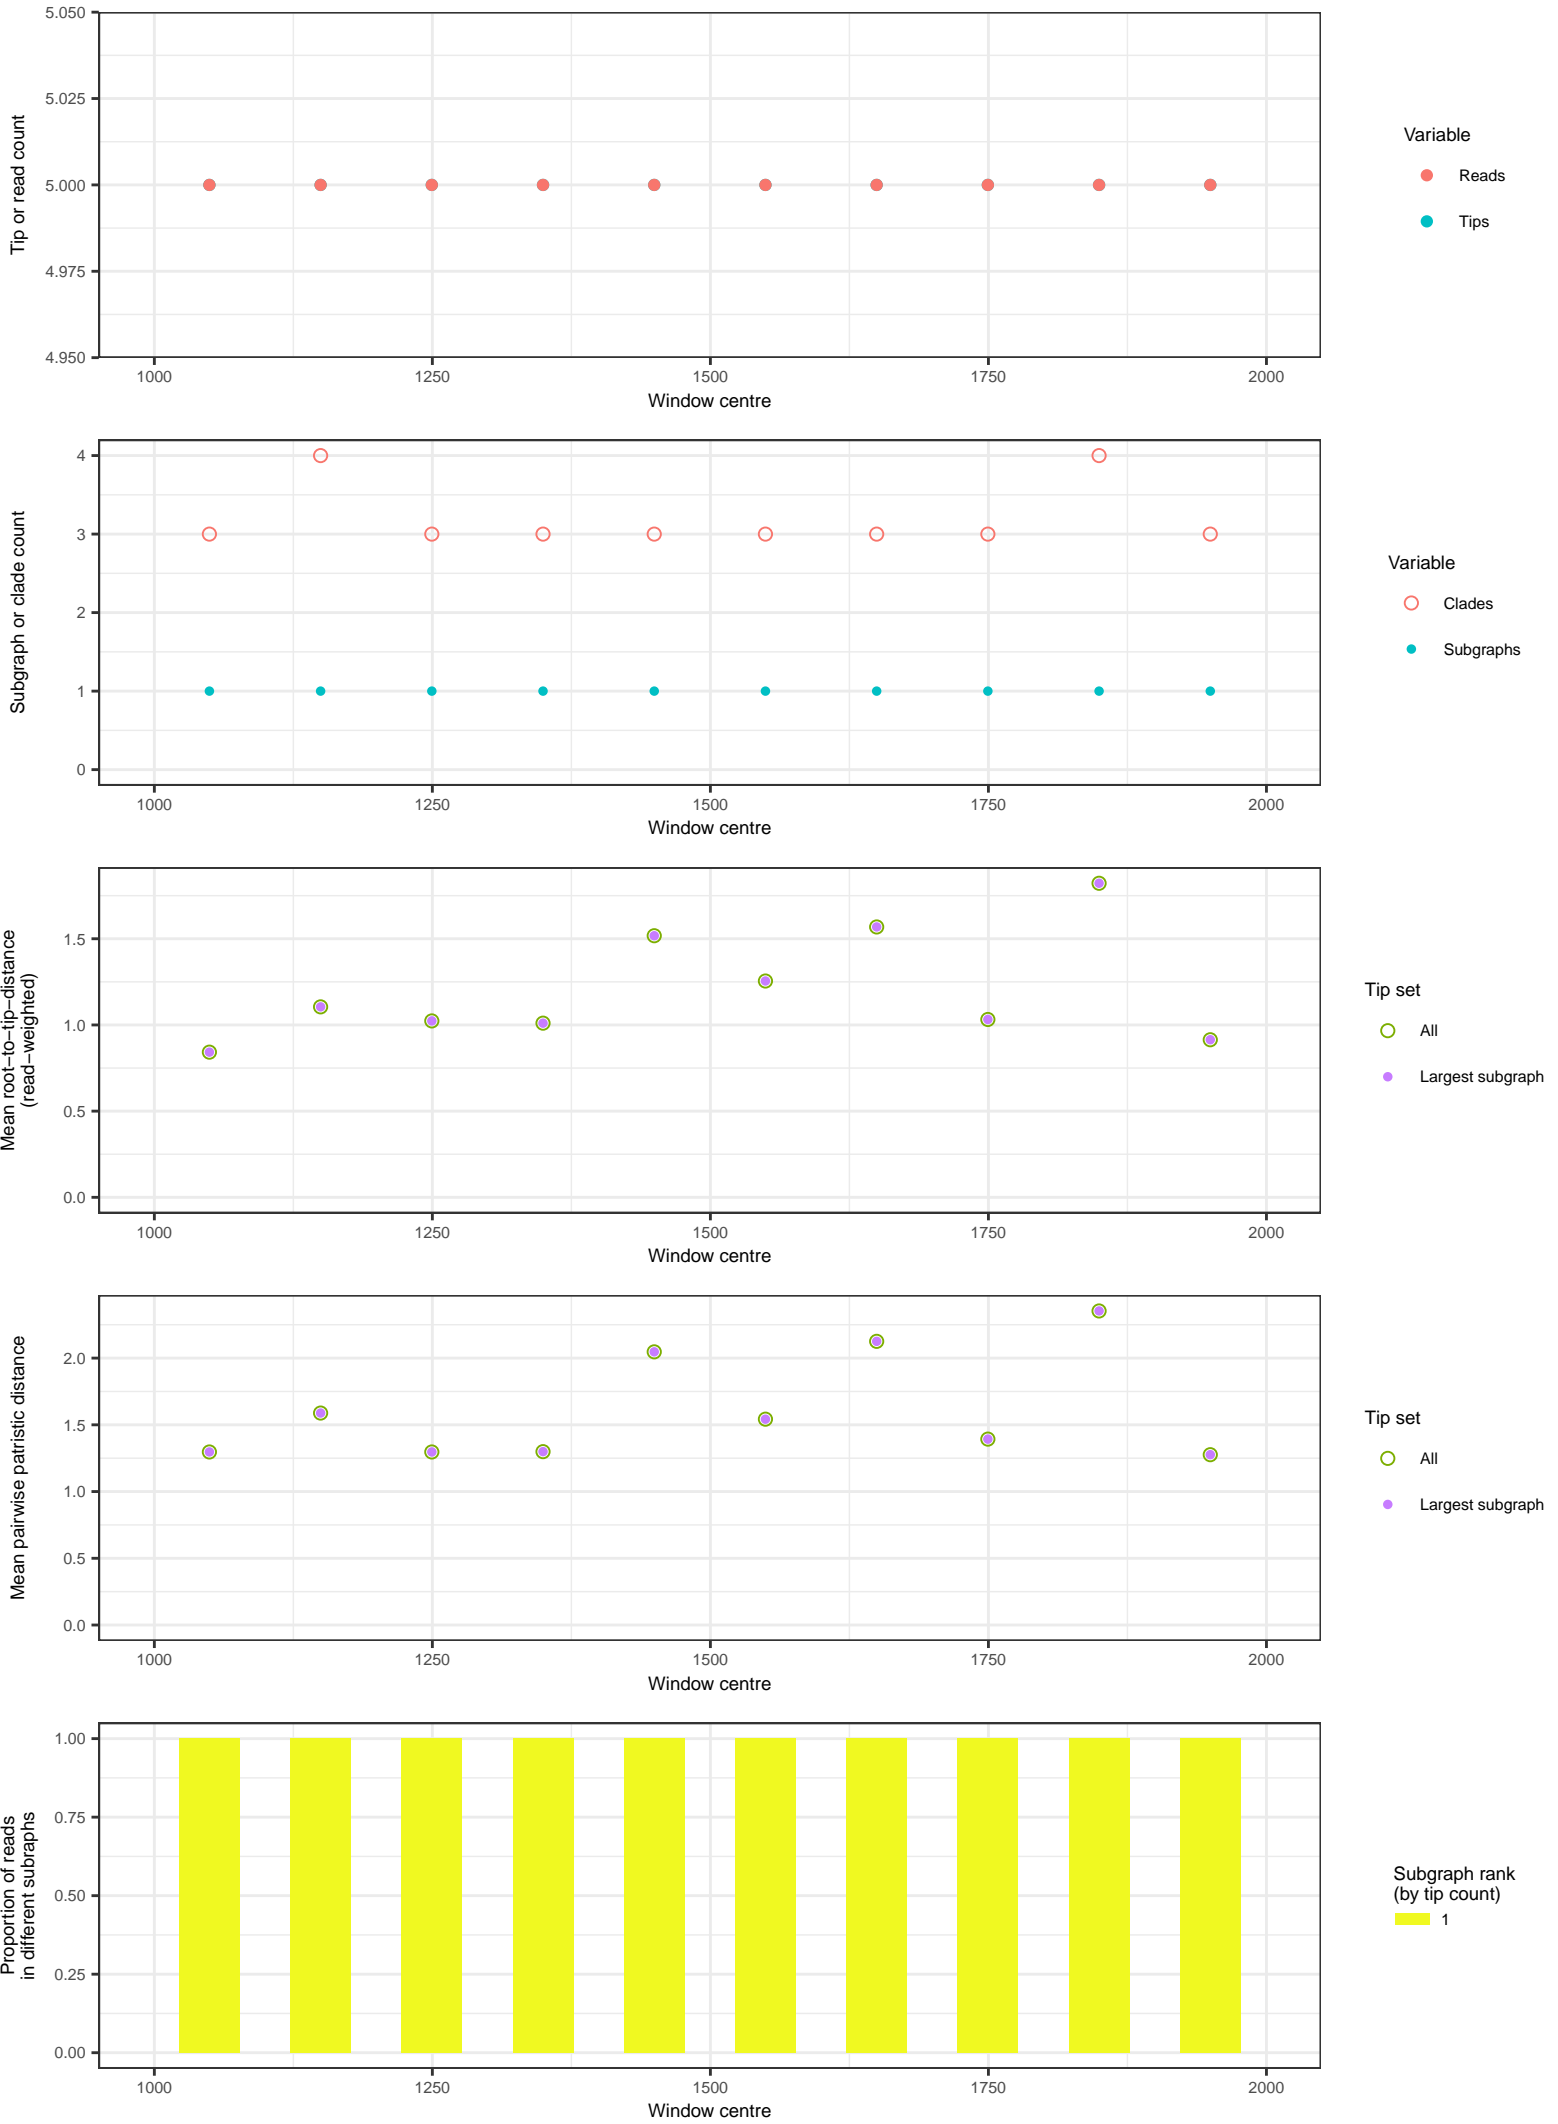 5.050
5.025
5.000
4.975
4.950
Tip or read count
1000 1250 1500 1750 2000
Window centre
Variable
Reads
Tips
4
3
2
1
0
Subgraph or clade count
1000 1250 1500 1750 2000
Window centre
Variable
Clades
Subgraphs
1.5
1.0
0.5
0.0
Mean root−to−tip−distance
(read−weighted)
1000 1250 1500 1750 2000
Window centre
Tip set
All
Largest subgraph
2.0
1.5
1.0
0.5
0.0
Mean pairwise patristic distance
1000 1250 1500 1750 2000
Window centre
Tip set
All
Largest subgraph
1.00
0.75
0.50
0.25
0.00
Proportion of reads
in different subraphs
1000 1250 1500 1750 2000
Window centre
Subgraph rank
(by tip count)
1